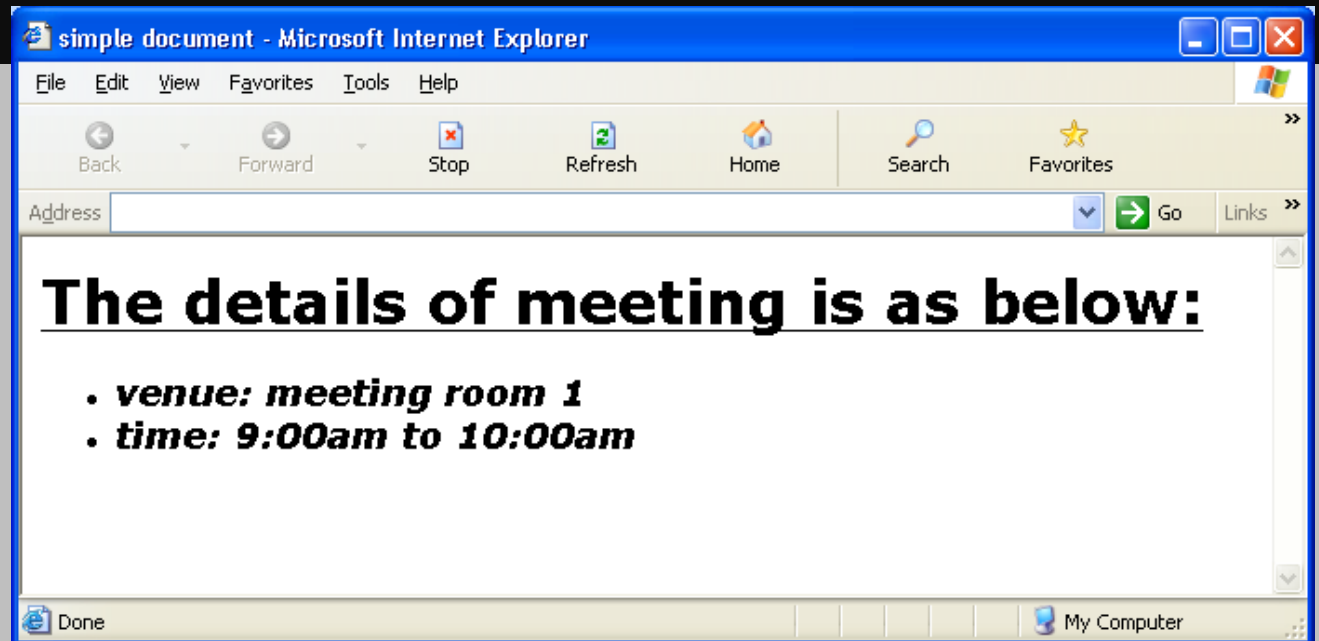 simple document - Microsoft Internet Explorer
File Edit View Favorites Tools Help
Back Forward Stop Refresh Home Search Favorites »
Address Go Links »
The details of meeting is as below:
• venue: meeting room 1
• time: 9:00am to 10:00am
Done My Computer